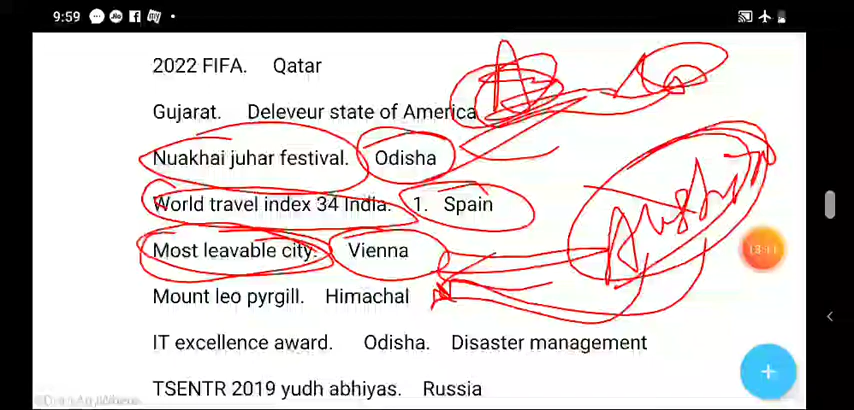 9:59
2022 FIFA. Qatar
Gujarat. Deleveur state of America
Nuakhai juhar festival. Odisha
World travel index 34 India. 1. Spain
Most leavable city. Vienna
Mount leo pyrgill. Himachal
IT excellence award. Odisha. Disaster management
TSENTR 2019 yudh abhiyas. Russia